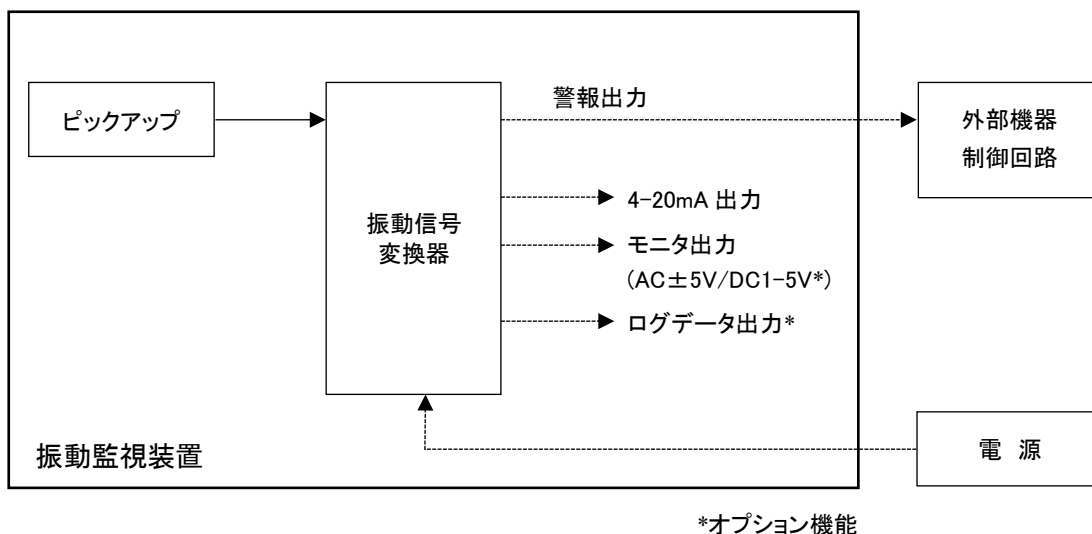 警報出力
ピックアップ
外部機器
制御回路
4-20mA 出力
振動信号
変換器
モニタ出力
(AC±5V/DC1-5V*)
ログデータ出力*
振動監視装置
電 源
*オプション機能